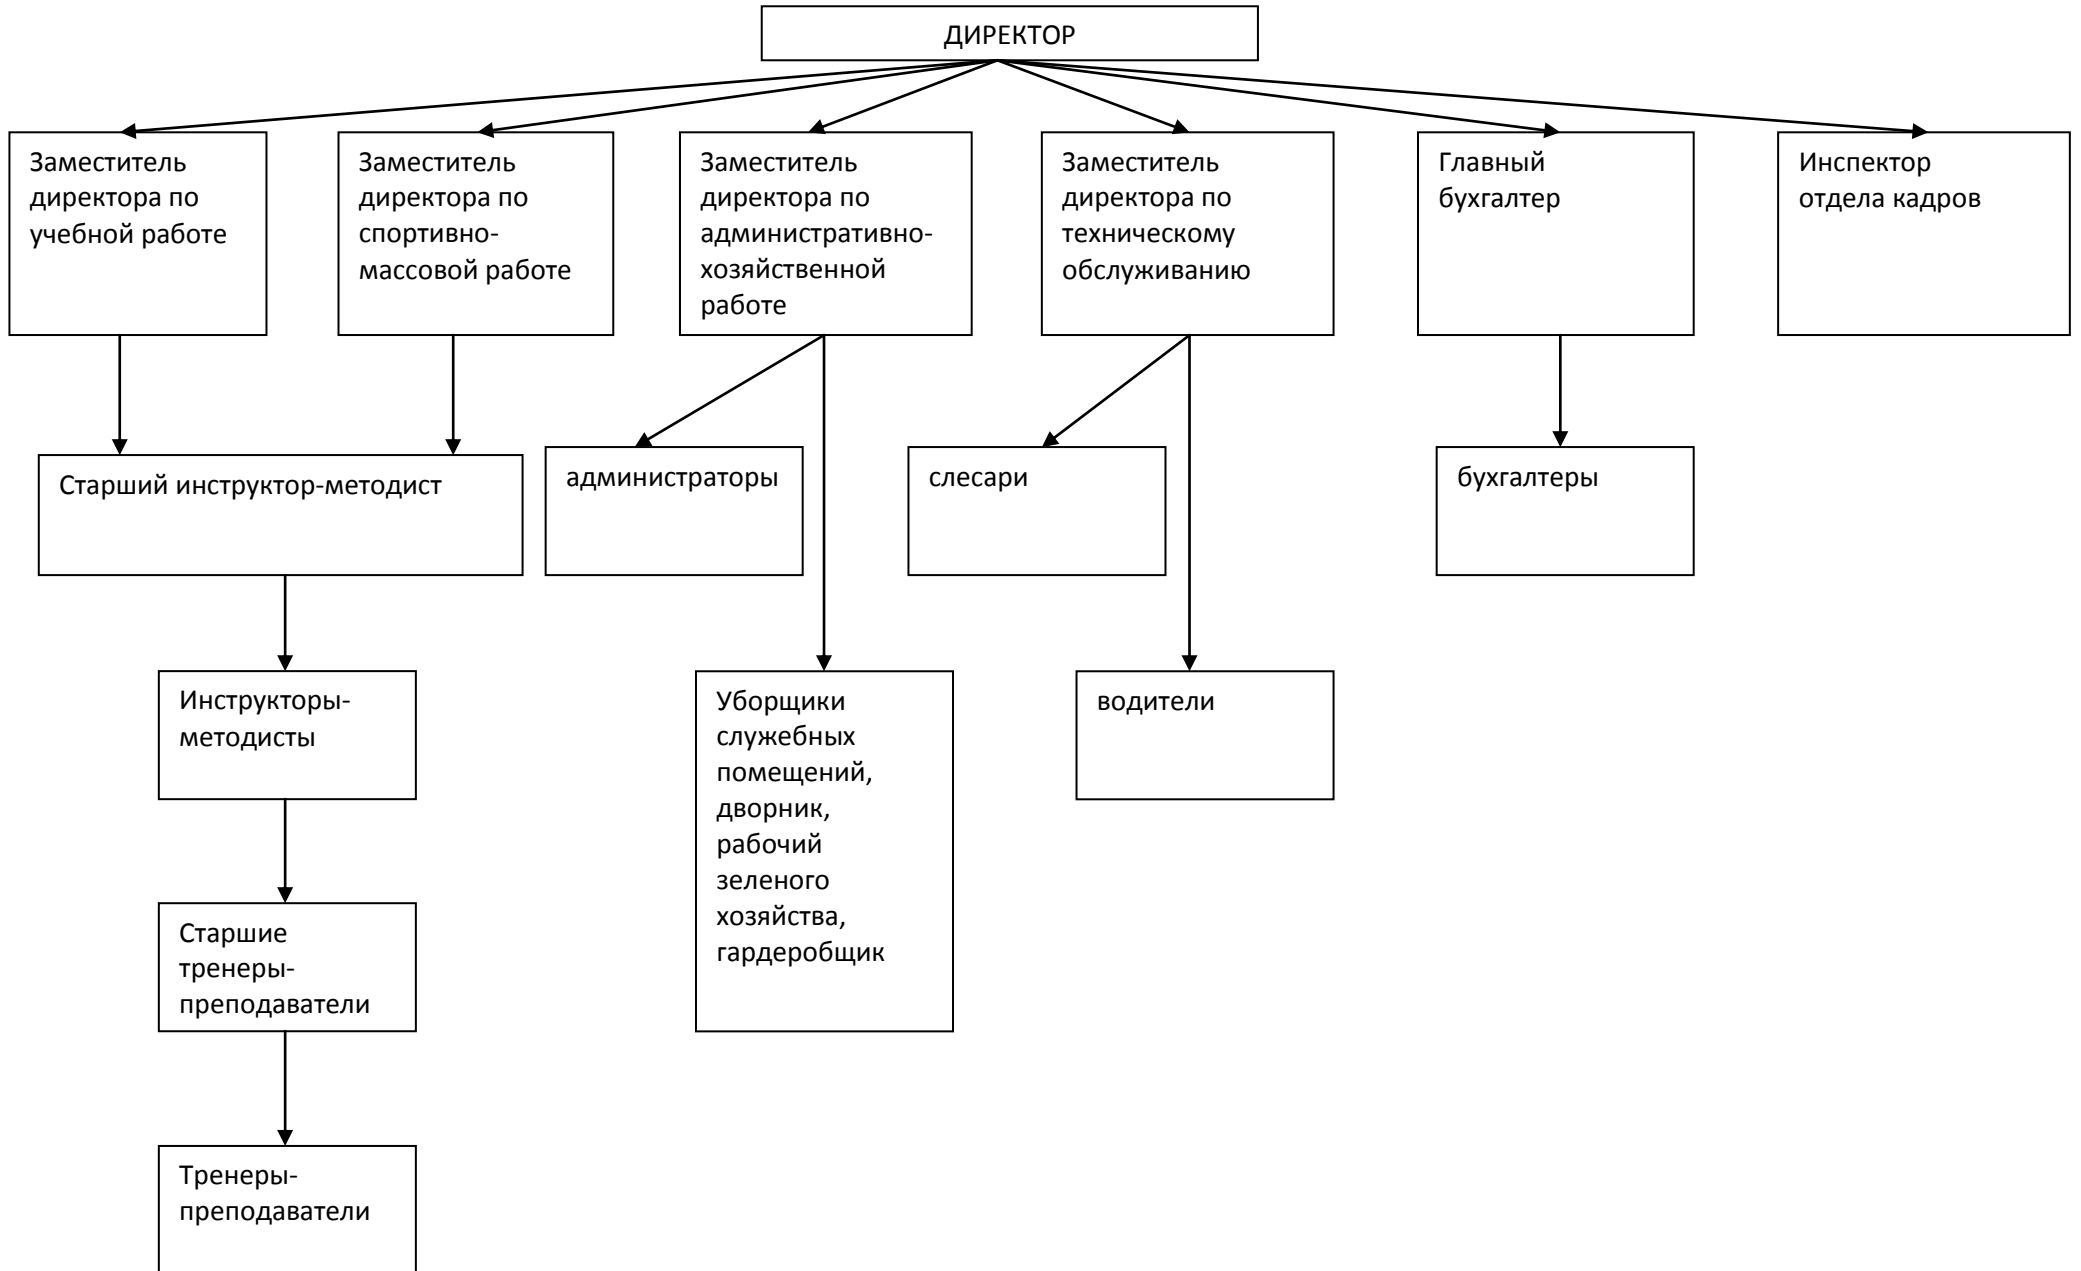 ДИРЕКТОР
Заместитель
директора по
учебной работе
Заместитель
директора по
спортивно-
массовой работе
Заместитель
директора по
административно-
хозяйственной
работе
Заместитель
директора по
техническому
обслуживанию
Главный
бухгалтер
Инспектор
отдела кадров
Старший инструктор-методист
администраторы
слесари
бухгалтеры
Инструкторы-
методисты
Уборщики
служебных
помещений,
дворник,
рабочий
зеленого
хозяйства,
гардеробщик
водители
Старшие
тренеры-
преподаватели
Тренеры-
преподаватели